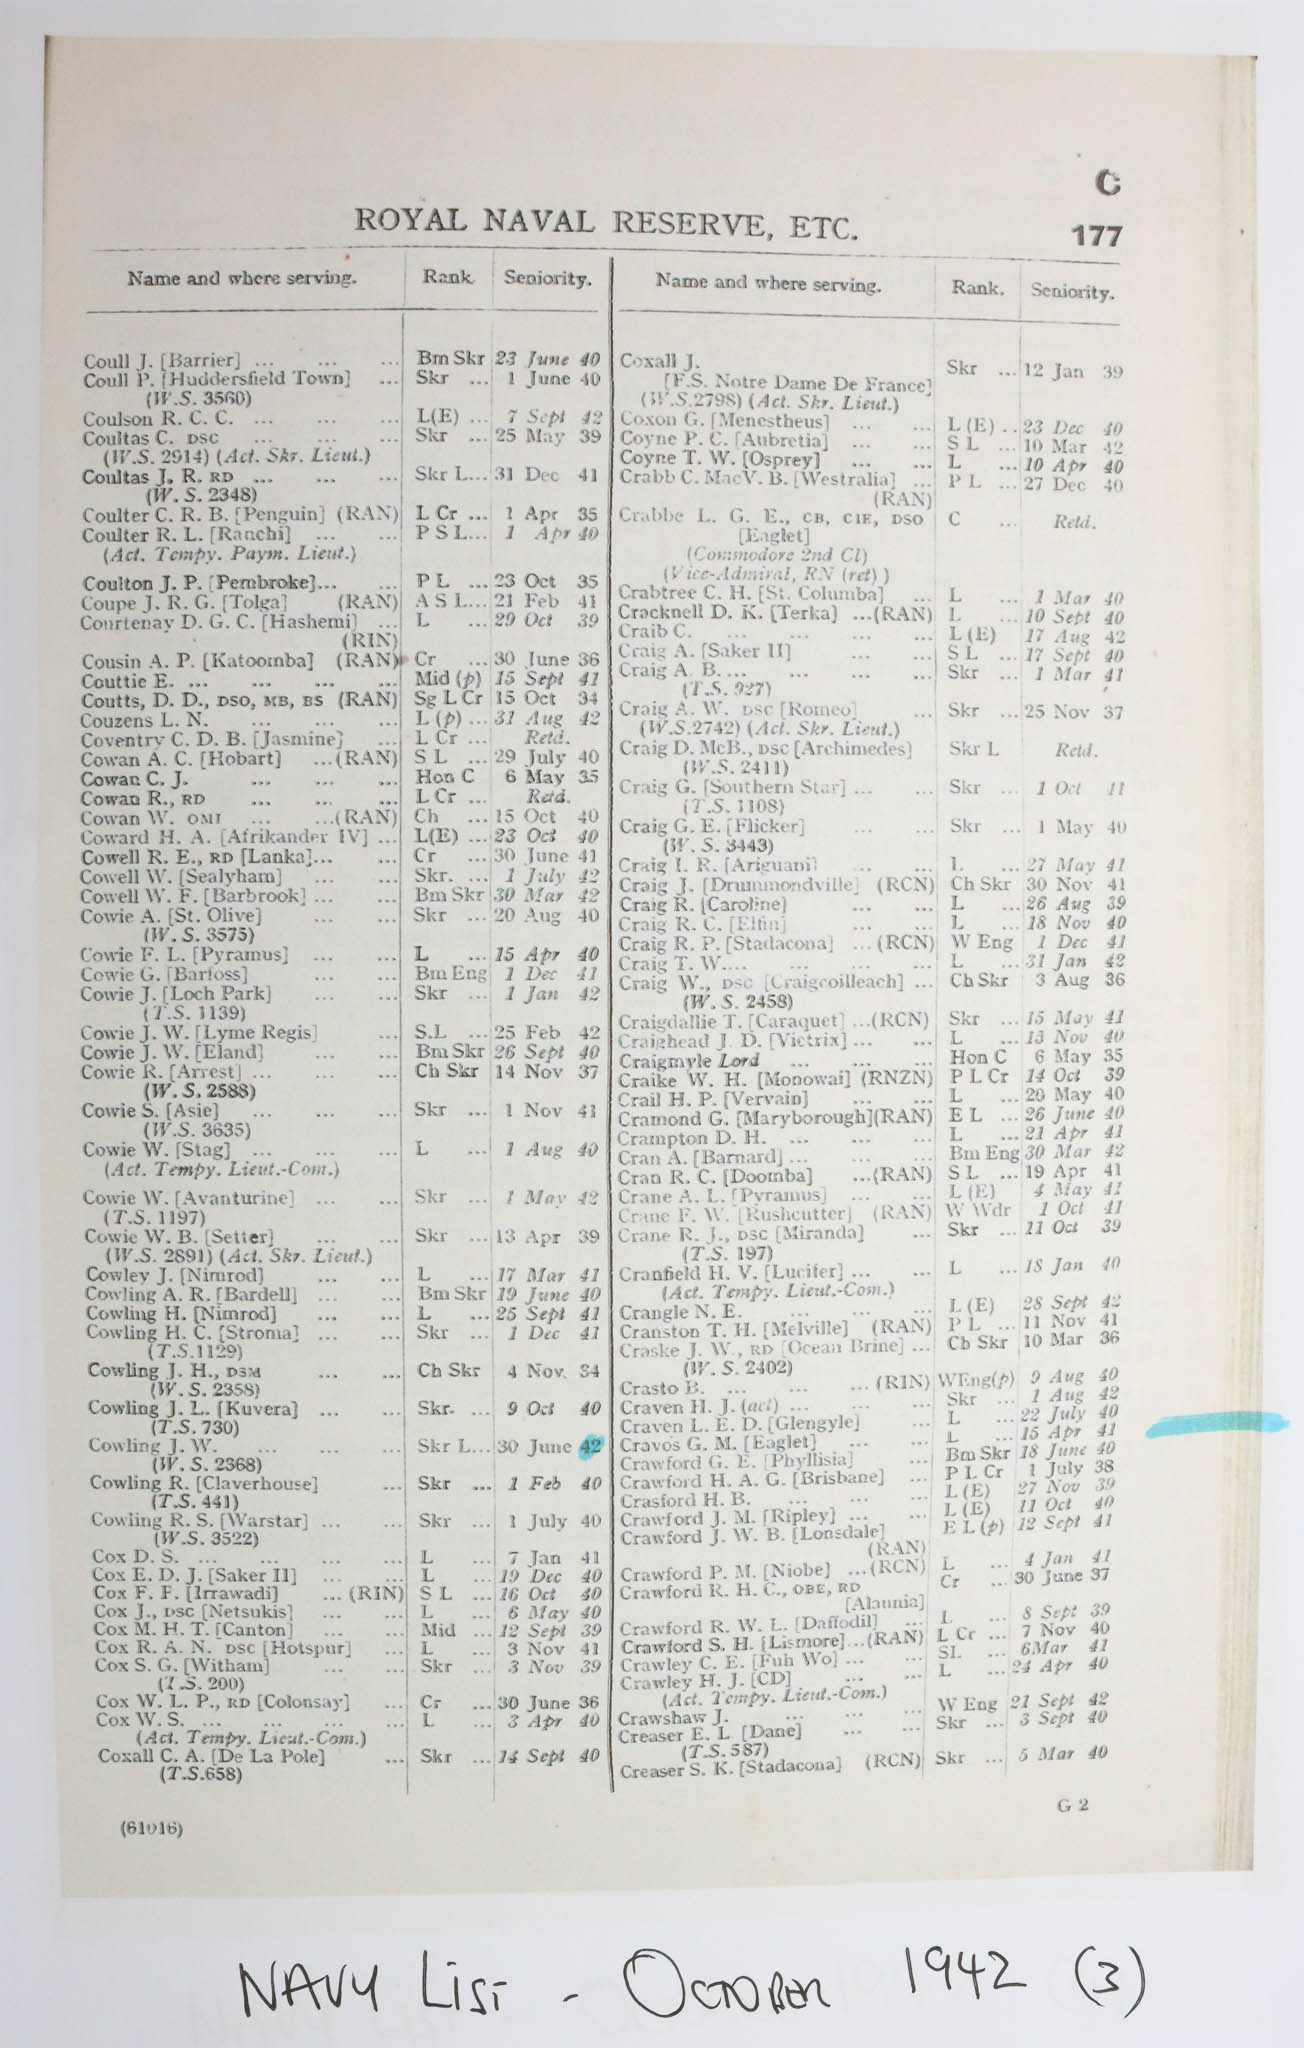 C
ROYAL NAVAL RESERVE, ETC.
177
Name and where serving. Rank. Seniority.
Coull J. [Barrier] ... ... ... Bm Skr 23 June 40
Coull P. [Huddersfield Town] ... Skr ... 1 June 40
(W.S. 3560)
Coulson R. C. C. ... ... ... L(E) ... 7 Sept 42
Coultas C. DSC ... ... ... Skr ... 25 May 39
(W.S. 2914) (Act. Skr. Lieut.)
Coultas J. R. RD ... ... ... Skr L... 31 Dec 41
(W. S. 2348)
Coulter C. R. B. [Penguin] (RAN) L Cr ... 1 Apr 35
Coulter R. L. [Ranchi] ... ... P S L... 1 Apr 40
(Act. Tempy. Paym. Lieut.)
Coulton J. P. [Pembroke]... ... P L ... 23 Oct 35
Coupe J. R. G. [Tolga] (RAN) A S L... 21 Feb 41
Courtenay D. G. C. [Hashemi] ... L ... 29 Oct 39
(RIN)
Cousin A. P. [Katoomba] (RAN) Cr ... 30 June 36
Couttie E. ... ... ... ... Mid (p) 15 Sept 41
Coutts, D. D., DSO, MB, BS (RAN) Sg L Cr 15 Oct 34
Couzens L. N. ... ... ... L (p) ... 31 Aug 42
Coventry C. D. B. [Jasmine] ... L Cr ... Retd.
Cowan A. C. [Hobart] ...(RAN) S L ... 29 July 40
Cowan C. J. ... ... ... Hon C 6 May 35
Cowan R., RD ... ... ... L Cr ... Retd.
Cowan W. OMI ... ...(RAN) Ch ... 15 Oct 40
Coward H. A. [Afrikander IV] ... L(E) ... 23 Oct 40
Cowell R. E., RD [Lanka]... ... Cr ... 30 June 41
Cowell W. [Sealyham] ... ... Skr. ... 1 July 42
Cowell W. F. [Barbrook] ... ... Bm Skr 30 Mar 42
Cowie A. [St. Olive] ... ... Skr ... 20 Aug 40
(W. S. 3575)
Cowie F. L. [Pyramus] ... ... L ... 15 Apr 40
Cowie G. [Barfoss] ... ... Bm Eng 1 Dec 41
Cowie J. [Loch Park] ... ... Skr ... 1 Jan 42
(T.S. 1139)
Cowie J. W. [Lyme Regis] ... S.L ... 25 Feb 42
Cowie J. W. [Eland] ... ... Bm Skr 26 Sept 40
Cowie R. [Arrest] ... ... ... Ch Skr 14 Nov 37
(W. S. 2588)
Cowie S. [Asie] ... ... ... Skr ... 1 Nov 41
(W.S. 3635)
Cowie W. [Stag] ... ... ... L ... 1 Aug 40
(Act. Tempy. Lieut.-Com.)
Cowie W. [Avanturine] ... ... Skr ... 1 May 42
(T.S. 1197)
Cowie W. B. [Setter] ... ... Skr ... 13 Apr 39
(W.S. 2891) (Act. Skr. Lieut.)
Cowley J. [Nimrod] ... ... L ... 17 Mar 41
Cowling A. R. [Bardell] ... ... Bm Skr 19 June 40
Cowling H. [Nimrod] ... ... L ... 25 Sept 41
Cowling H. C. [Stroma] ... ... Skr ... 1 Dec 41
(T.S.1129)
Cowling J. H., DSM ... ... Ch Skr 4 Nov. 34
(W. S. 2358)
Cowling J. L. [Kuvera] ... ... Skr. ... 9 Oct 40
(T.S. 730)
Cowling J. W. ... ... ... Skr L... 30 June 42
(W. S. 2368)
Cowling R. [Claverhouse] ... Skr ... 1 Feb 40
(T.S. 441)
Cowling R. S. [Warstar] ... ... Skr ... 1 July 40
(W.S. 3522)
Cox D. S. ... ... ... ... L ... 7 Jan 41
Cox E. D. J. [Saker II] ... ... L ... 19 Dec 40
Cox F. F. [Irrawadi] ... (RIN) S L ... 16 Oct 40
Cox J., DSC [Netsukis] ... ... L ... 6 May 40
Cox M. H. T. [Canton] ... ... Mid ... 12 Sept 39
Cox R. A. N. DSC [Hotspur] ... L ... 3 Nov 41
Cox S. G. [Witham] ... ... Skr ... 3 Nov 39
(T.S. 200)
Cox W. L. P., RD [Colonsay] ... Cr ... 30 June 36
Cox W. S. ... ... ... ... L ... 3 Apr 40
(Act. Tempy. Lieut.-Com.)
Coxall C. A. [De La Pole] ... Skr ... 14 Sept 40
(T.S.658)
(61016)
Name and where serving. Rank. Seniority.
Coxall J. Skr ... 12 Jan 39
[F.S. Notre Dame De France]
(W.S.2798) (Act. Skr. Lieut.)
Coxon G. [Menestheus] ... ... L (E) .. 23 Dec 40
Coyne P. C. [Aubretia] ... ... S L ... 10 Mar 42
Coyne T. W. [Osprey] ... ... L ... 10 Apr 40
Crabb C. MacV. B. [Westralia] ... P L ... 27 Dec 40
(RAN)
Crabbe L. G. E., CB, CIE, DSO C ... Retd.
[Eaglet]
(Commodore 2nd Cl)
(Vice-Admiral, RN (ret) )
Crabtree C. H. [St. Columba] ... L ... 1 Mar 40
Cracknell D. K. [Terka] ...(RAN) L ... 10 Sept 40
Craib C. ... ... ... ... L (E) 17 Aug 42
Craig A. [Saker II] ... ... S L ... 17 Sept 40
Craig A. B. ... ... ... ... Skr ... 1 Mar 41
(T.S. 927)
Craig A. W. DSC [Romeo] ... Skr ... 25 Nov 37
(W.S.2742) (Act. Skr. Lieut.)
Craig D. McB., DSC [Archimedes] Skr L Retd.
(W.S. 2411)
Craig G. [Southern Star] ... ... Skr ... 1 Oct 41
(T.S. 1108)
Craig G. E. [Flicker] ... ... Skr ... 1 May 40
(W. S. 3443)
Craig I. R. [Ariguani] ... ... L ... 27 May 41
Craig J. [Drummondville] (RCN) Ch Skr 30 Nov 41
Craig R. [Caroline] ... ... L ... 26 Aug 39
Craig R. C. [Elfin] ... ... L ... 18 Nov 40
Craig R. P. [Stadacona] ...(RCN) W Eng 1 Dec 41
Craig T. W.... ... ... ... L ... 31 Jan 42
Craig W., DSC [Craigcoilleach] ... Ch Skr 3 Aug 36
(W. S. 2458)
Craigdallie T. [Caraquet] ...(RCN) Skr ... 15 May 41
Craighead J. D. [Victrix] ... ... L ... 13 Nov 40
Craigmyle Lord ... ... ... Hon C 6 May 35
Craike W. H. [Monowai] (RNZN) P L Cr 14 Oct 39
Crail H. P. [Vervain] ... ... L ... 20 May 40
Cramond G. [Maryborough](RAN) E L ... 26 June 40
Crampton D. H. ... ... ... L ... 21 Apr 41
Cran A. [Barnard] ... ... ... Bm Eng 30 Mar 42
Cran R. C. [Doomba] ...(RAN) S L ... 19 Apr 41
Crane A. L. [Pyramus] ... ... L (E) 4 May 41
Crane F. W. [Rushcutter] (RAN) W Wdr 1 Oct 41
Crane R. J., DSC [Miranda] ... Skr ... 11 Oct 39
(T.S. 197)
Cranfield H. V. [Lucifer] ... ... L ... 18 Jan 40
(Act. Tempy. Lieut.-Com.)
Crangle N. E. ... ... ... L (E) 28 Sept 42
Cranston T. H. [Melville] (RAN) P L ... 11 Nov 41
Craske J. W., RD [Ocean Brine] ... Ch Skr 10 Mar 36
(W. S. 2402)
Crasto B. ... ... ... (RIN) WEng(p) 9 Aug 40
Craven H. J. (act) ... ... ... Skr ... 1 Aug 42
Craven L. E. D. [Glengyle] ... L ... 22 July 40
Cravos G. M. [Eaglet] ... ... L ... 15 Apr 41
Crawford G. E. [Phyllisia] ... Bm Skr 18 June 40
Crawford H. A. G. [Brisbane] ... P L Cr 1 July 38
Crasford H. B. ... ... ... L (E) 27 Nov 39
Crawford J. M. [Ripley] ... ... L (E) 11 Oct 40
Crawford J. W. B. [Lonsdale] E L (p) 12 Sept 41
(RAN)
Crawford P. M. [Niobe] ...(RCN) L ... 4 Jan 41
Crawford R. H. C., OBE, RD Cr ... 30 June 37
[Alaunia]
Crawford R. W. L. [Daffodil] ... L ... 8 Sept 39
Crawford S. H. [Lismore]...(RAN) L Cr ... 7 Nov 40
Crawley C. E. [Fuh Wo] ... ... SL ... 6Mar 41
Crawley H. J. [CD] ... ... L ... 24 Apr 40
(Act. Tempy. Lieut.-Com.)
Crawshaw J. ... ... ... W Eng 21 Sept 42
Creaser E. L. [Dane] ... ... Skr ... 3 Sept 40
(T.S. 587)
Creaser S. K. [Stadacona] (RCN) Skr ... 5 Mar 40
G 2
NAVY LIST - OCTOBER 1942 (3)